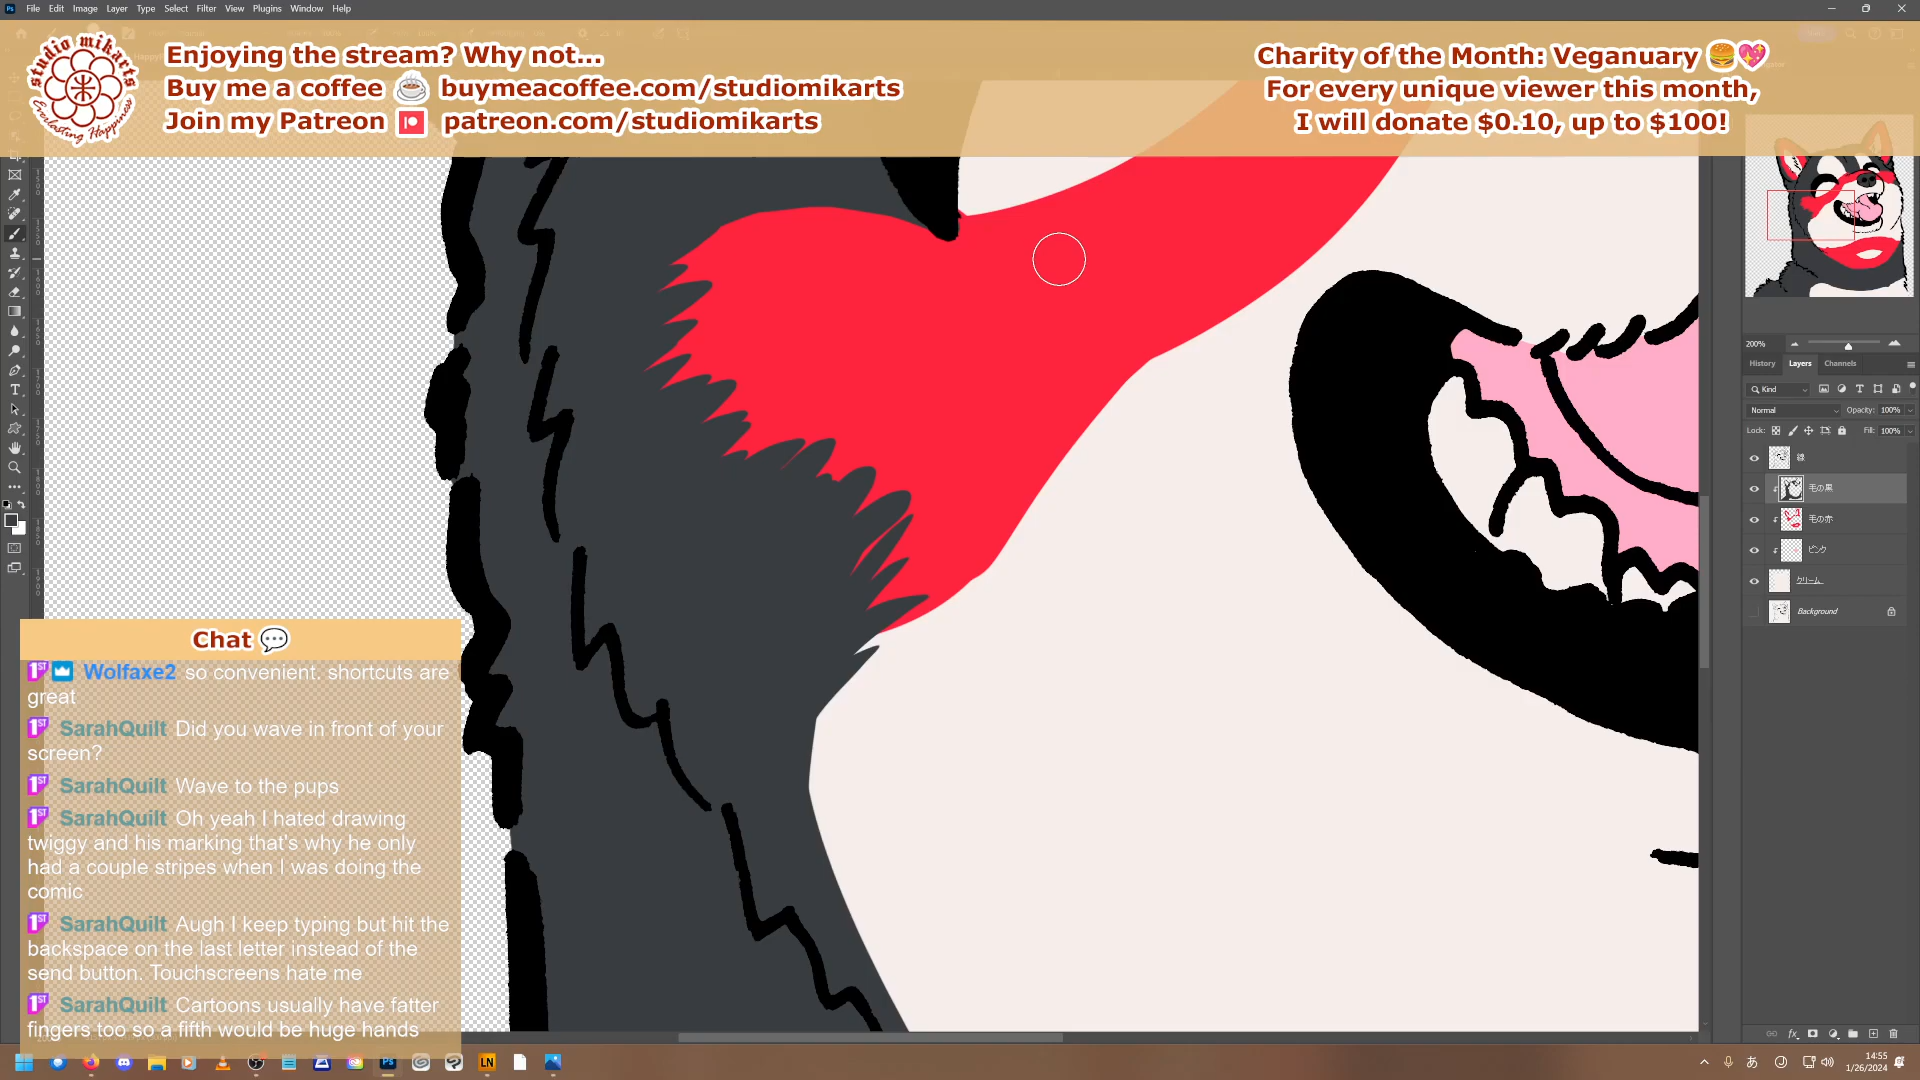 File Edit Image Layer Type Select Filter View Plugins Window Help
studio mikarts
Everlasting Happiness
Enjoying the stream? Why not...
Buy me a coffee ☕ buymeacoffee.com/studiomikarts
Join my Patreon patreon.com/studiomikarts
Charity of the Month: Veganuary 🍔💖
For every unique viewer this month,
I will donate $0.10, up to $100!
200%
History Layers Channels
Kind
Normal Opacity: 100%
Lock: Fill: 100%
線
毛の黒
毛の赤
ピンク
クリーム
Background
Chat 💬
Wolfaxe2 so convenient. shortcuts are
great
SarahQuilt Did you wave in front of your
screen?
SarahQuilt Wave to the pups
SarahQuilt Oh yeah I hated drawing
twiggy and his marking that's why he only
had a couple stripes when I was doing the
comic
SarahQuilt Augh I keep typing but hit the
backspace on the last letter instead of the
send button. Touchscreens hate me
SarahQuilt Cartoons usually have fatter
fingers too so a fifth would be huge hands
14:55
1/26/2024